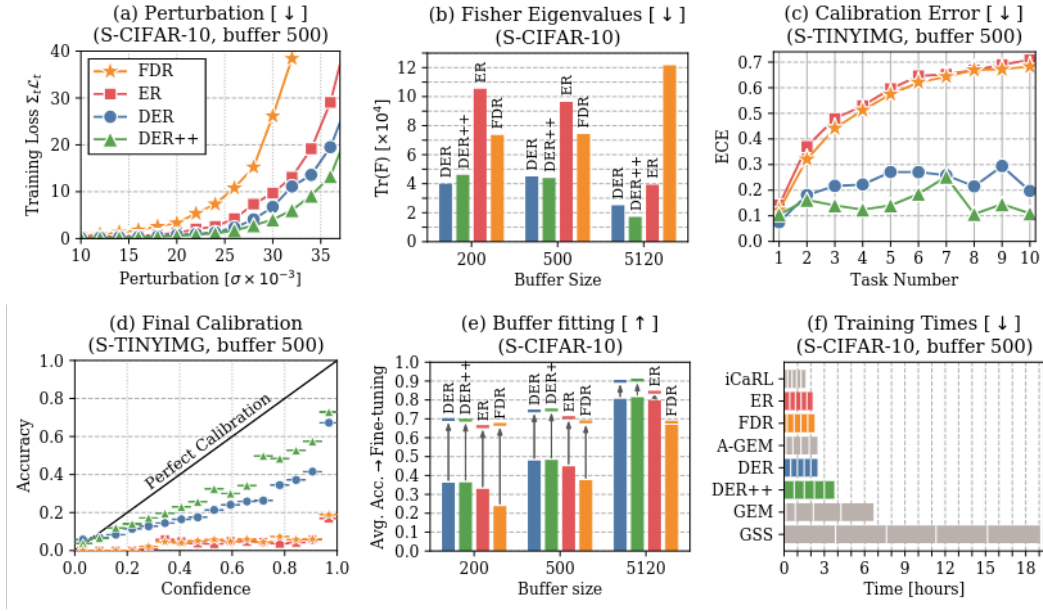 (a) Perturbation [ ↓ ]
(S-CIFAR-10, buffer 500)
Training Loss Σₜℒₜ
40
30
20
10
0
FDR
ER
DER
DER++
10 15 20 25 30 35
Perturbation [σ × 10⁻³]
(b) Fisher Eigenvalues [ ↓ ]
(S-CIFAR-10)
Tr(F) [×10⁴]
12
10
8
6
4
2
0
DER
DER++
ER
FDR
DER
DER++
ER
FDR
DER
DER++
ER
200 500 5120
Buffer Size
(c) Calibration Error [ ↓ ]
(S-TINYIMG, buffer 500)
ECE
0.7
0.6
0.5
0.4
0.3
0.2
0.1
0.0
1 2 3 4 5 6 7 8 9 10
Task Number
(d) Final Calibration
(S-TINYIMG, buffer 500)
Accuracy
1.0
0.8
0.6
0.4
0.2
0.0
Perfect Calibration
0.0 0.2 0.4 0.6 0.8 1.0
Confidence
(e) Buffer fitting [ ↑ ]
(S-CIFAR-10)
Avg. Acc. → Fine-tuning
1.0
0.9
0.8
0.7
0.6
0.5
0.4
0.3
0.2
0.1
0.0
DER
DER++
ER
FDR
DER
DER+
ER
FDR
ER
FDR
200 500 5120
Buffer size
(f) Training Times [ ↓ ]
(S-CIFAR-10, buffer 500)
iCaRL
ER
FDR
A-GEM
DER
DER++
GEM
GSS
0 3 6 9 12 15 18
Time [hours]